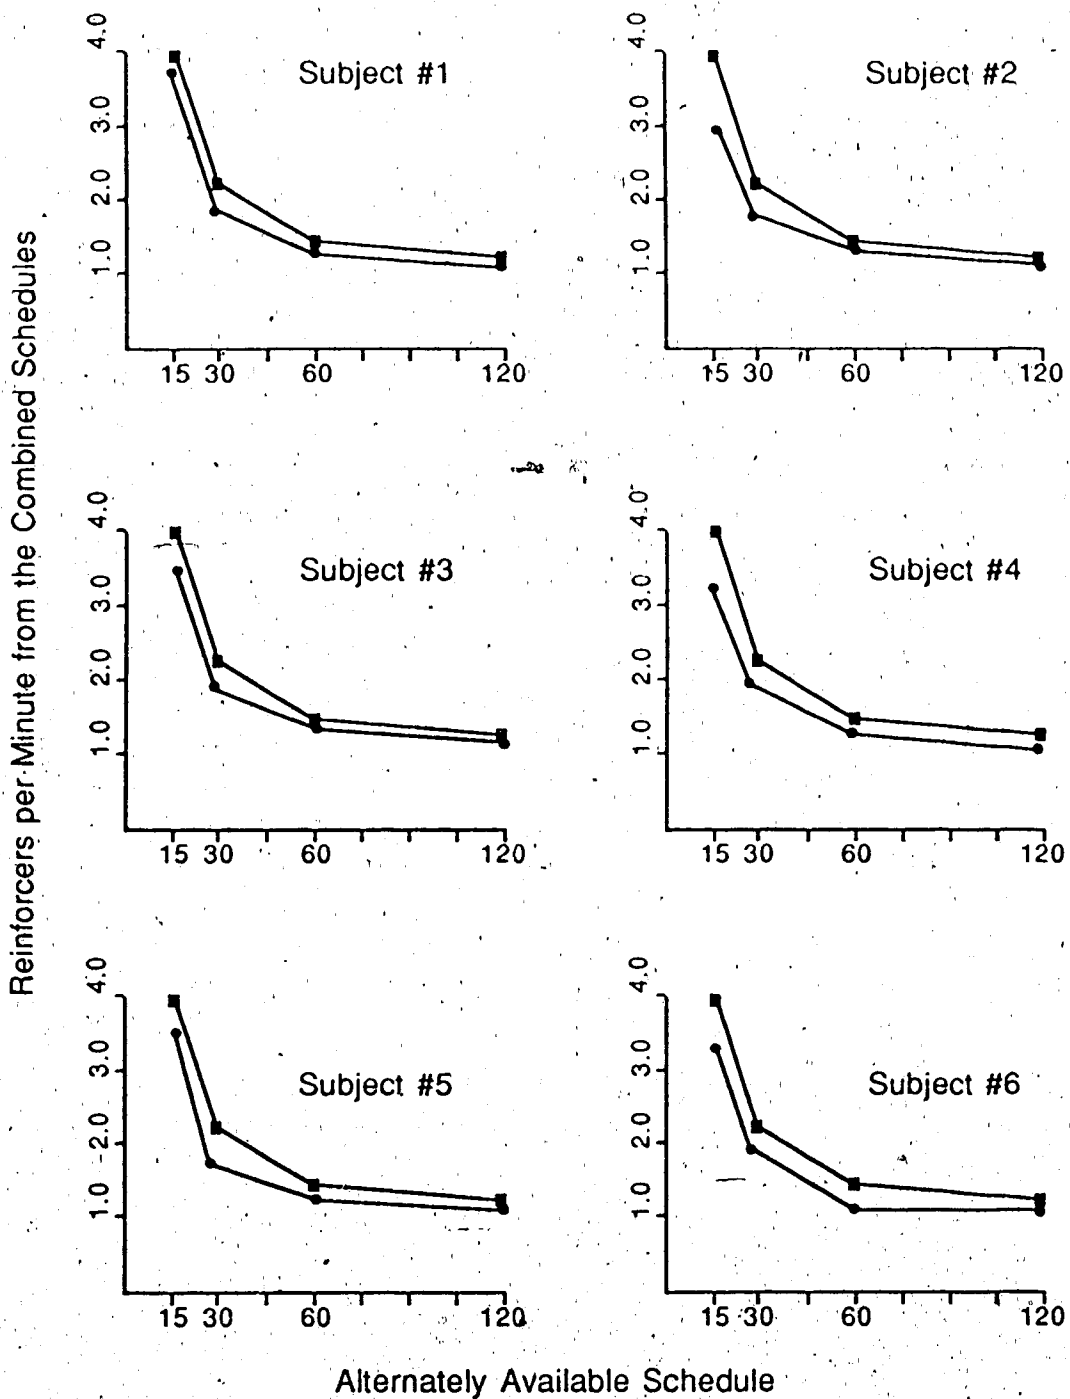 Reinforcers per Minute from the Combined Schedules
4.0
3.0
2.0
1.0
Subject #1
15 30 60 120
4.0
3.0
2.0
1.0
Subject #2
15 30 60 120
4.0
3.0
2.0
1.0
Subject #3
15 30 60 120
4.0
3.0
2.0
1.0
Subject #4
15 30 60 120
4.0
3.0
2.0
1.0
Subject #5
15 30 60 120
4.0
3.0
2.0
1.0
Subject #6
15 30 60 120
Alternately Available Schedule